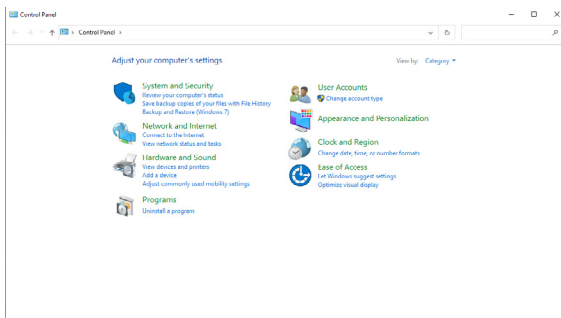 Control Panel
Control Panel
Adjust your computer's settings
View by: Category
System and Security
Review your computer's status
Save backup copies of your files with File History
Backup and Restore (Windows 7)
Network and Internet
Connect to the Internet
View network status and tasks
Hardware and Sound
View devices and printers
Add a device
Adjust commonly used mobility settings
Programs
Uninstall a program
User Accounts
Change account type
Appearance and Personalization
Clock and Region
Change date, time, or number formats
Ease of Access
Let Windows suggest settings
Optimize visual display